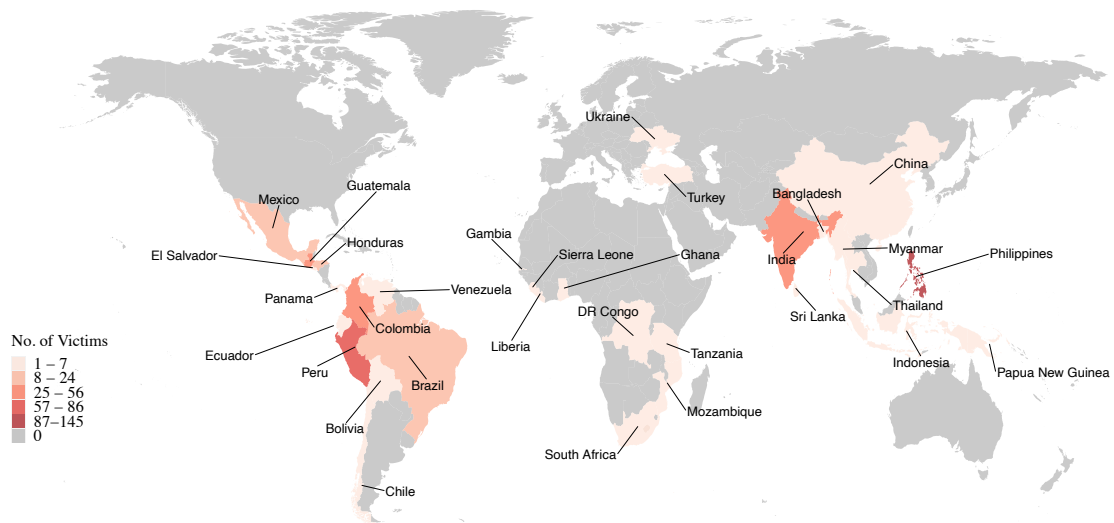 Ukraine
China
Guatemala
Bangladesh
Mexico
Turkey
Gambia
Honduras
Myanmar
Philippines
El Salvador
Sierra Leone
Ghana
India
Venezuela
Panama
Thailand
DR Congo
Sri Lanka
Colombia
No. of Victims
Liberia
Ecuador
Tanzania
Indonesia
1 – 7
Peru
Papua New Guinea
8 – 24
Brazil
25 – 56
57 – 86
Mozambique
87–145
Bolivia
0
South Africa
Chile